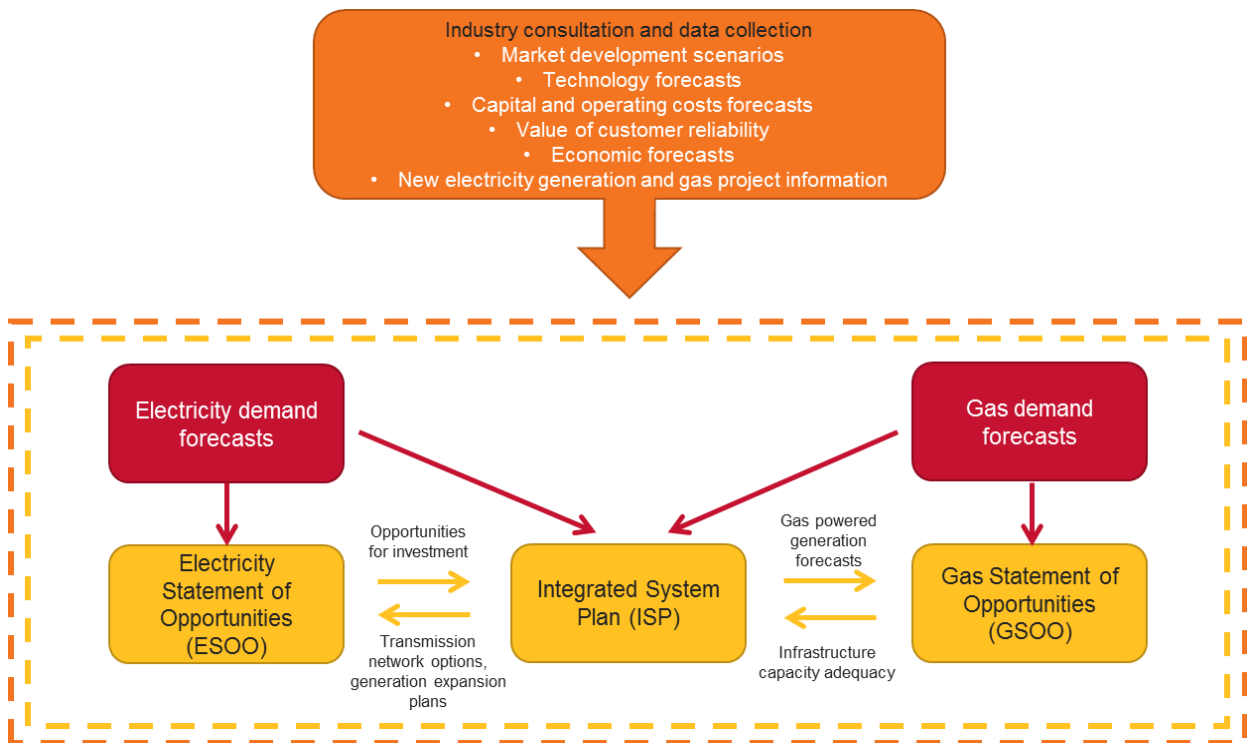 Industry consultation and data collection
• Market development scenarios
• Technology forecasts
• Capital and operating costs forecasts
• Value of customer reliability
• Economic forecasts
• New electricity generation and gas project information
Electricity demand
forecasts
Gas demand
forecasts
Opportunities
for investment
Gas powered
generation
forecasts
Electricity
Statement of
Opportunities
(ESOO)
Integrated System
Plan (ISP)
Gas Statement of
Opportunities
(GSOO)
Transmission
network options,
generation expansion
plans
Infrastructure
capacity adequacy